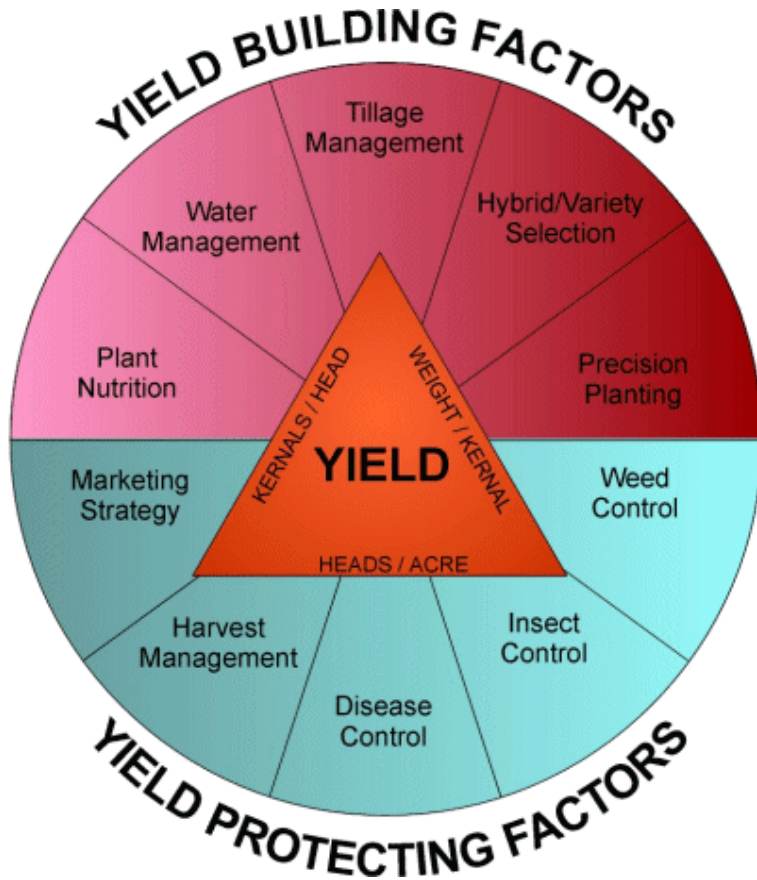 YIELD BUILDING FACTORS
Tillage
Management
Water
Management
Hybrid/Variety
Selection
Plant
Nutrition
Precision
Planting
KERNALS / HEAD
WEIGHT / KERNAL
YIELD
HEADS / ACRE
Marketing
Strategy
Weed
Control
Harvest
Management
Insect
Control
Disease
Control
YIELD PROTECTING FACTORS